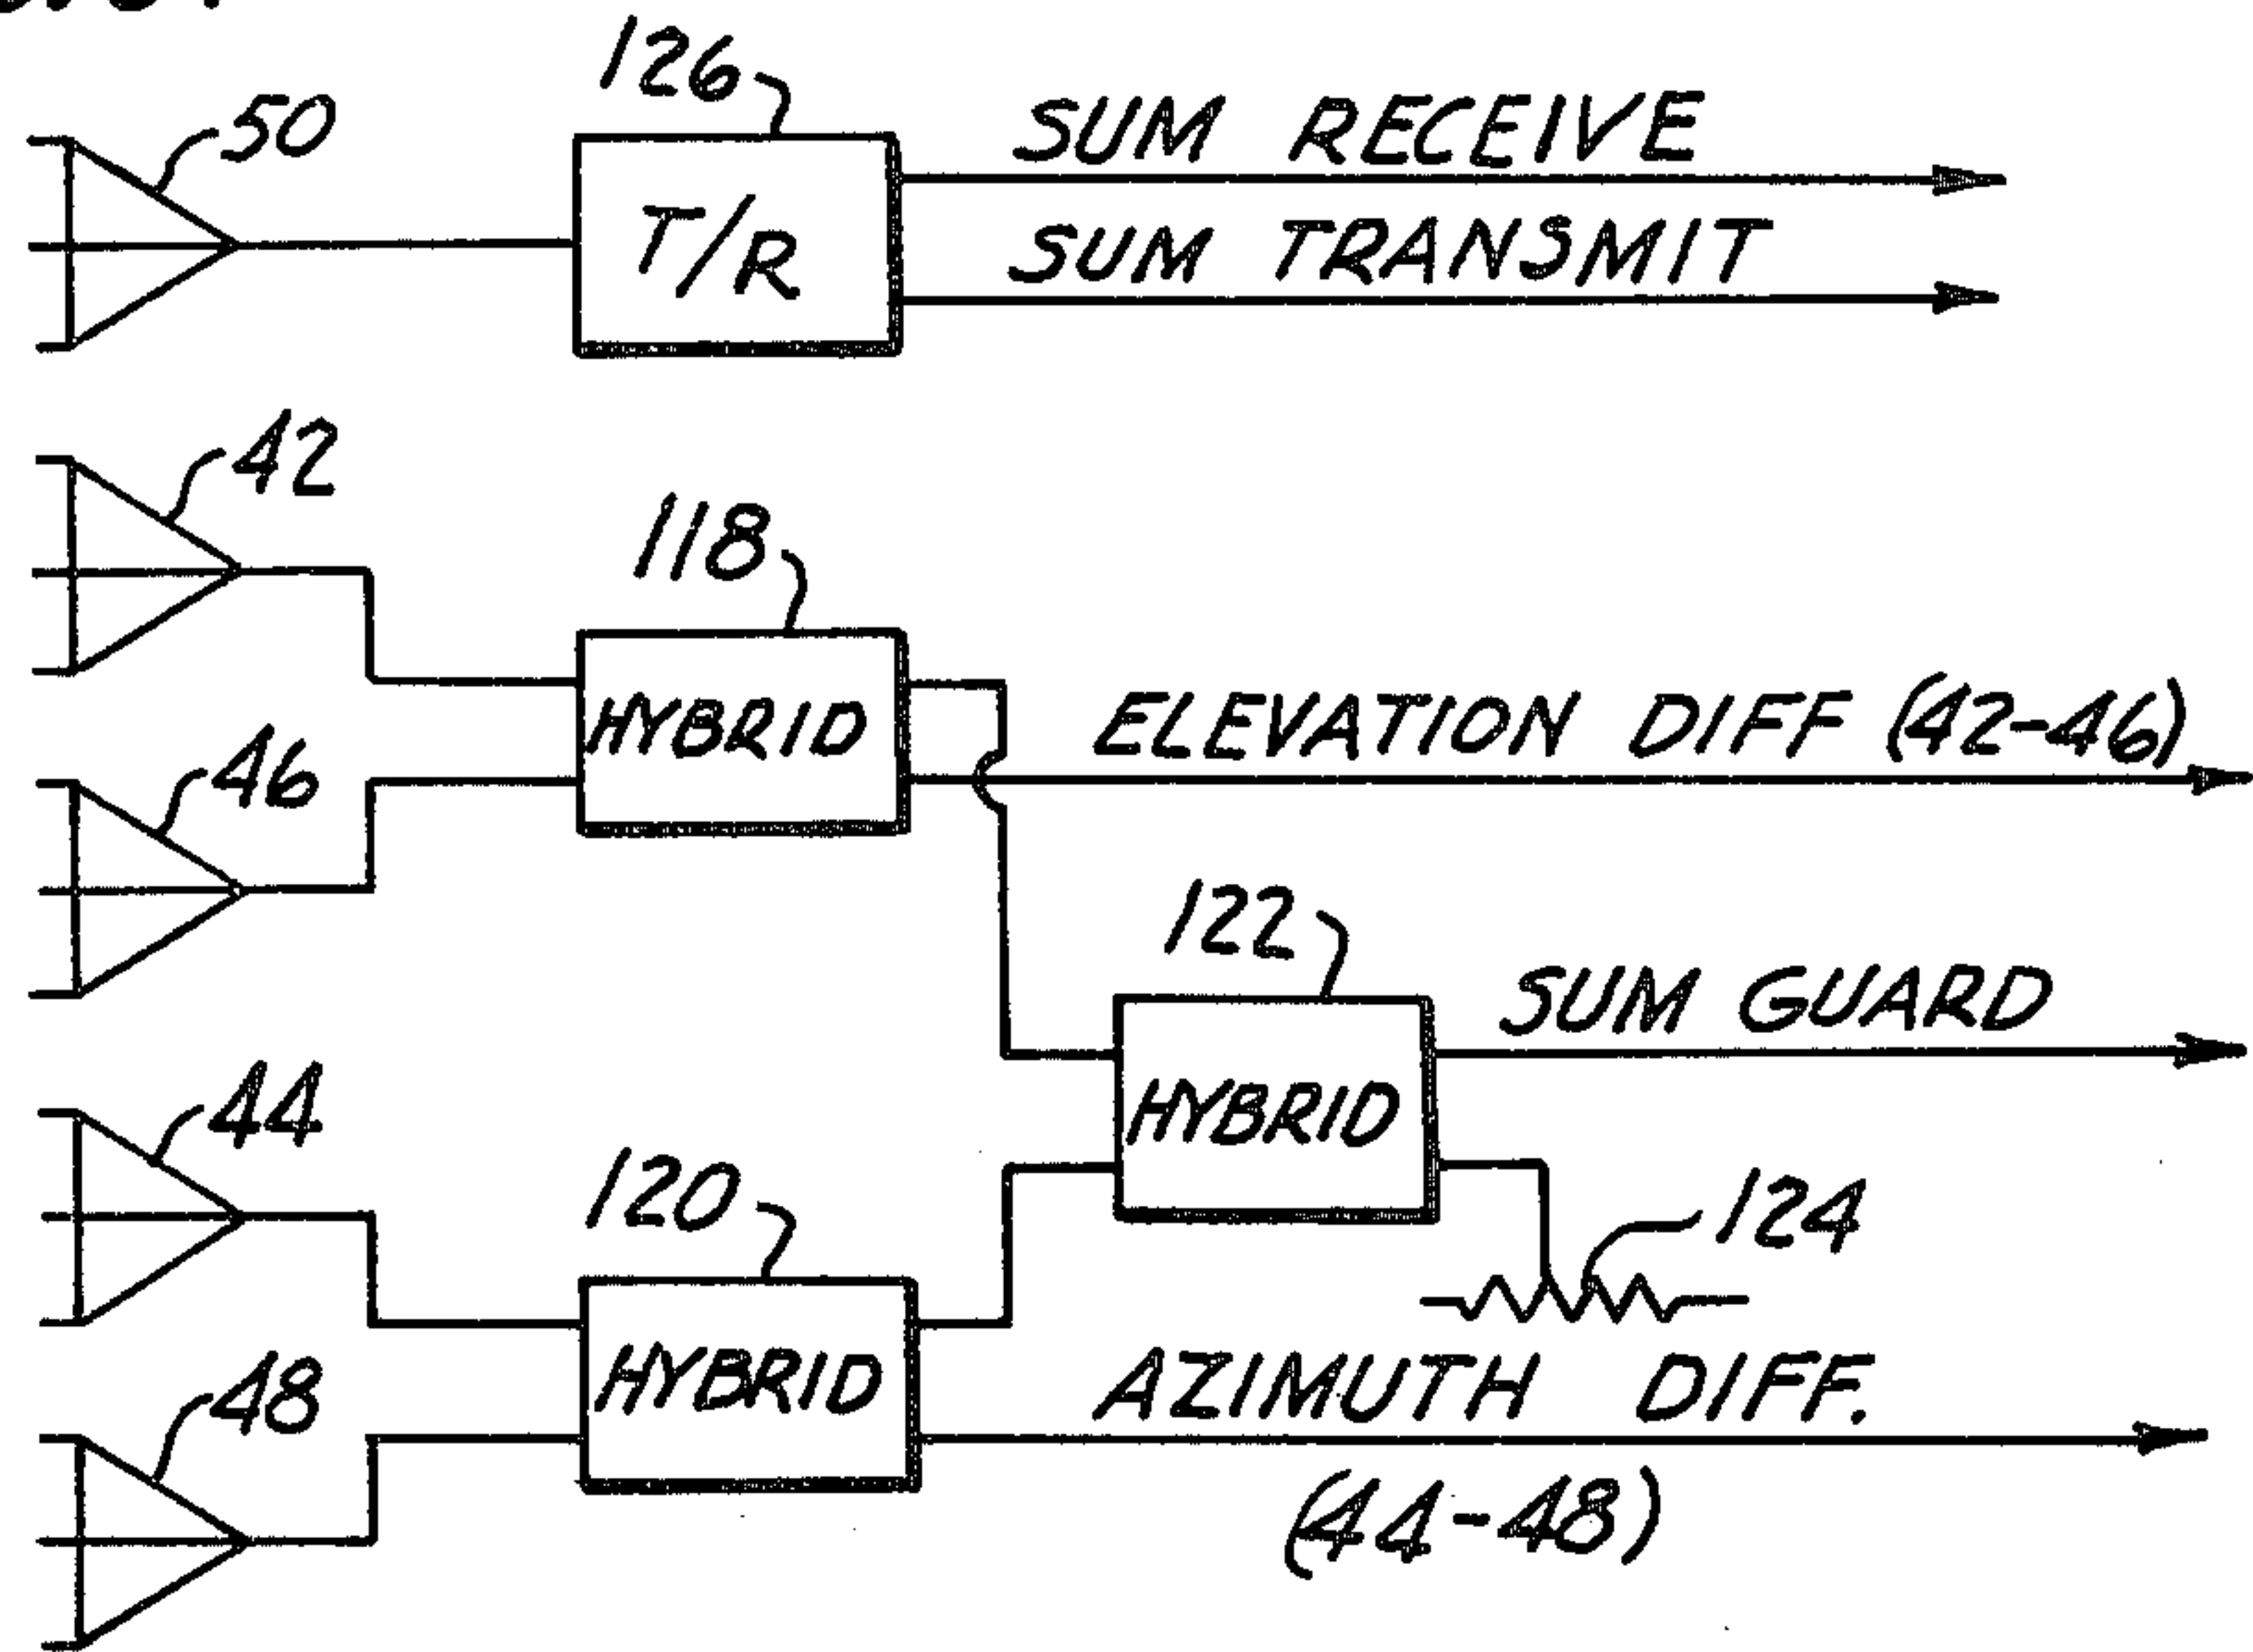 126
50
SUM RECEIVE
T/R
SUM TRANSMIT
42
118
HYBRID
ELEVATION DIFF (42-46)
46
122
SUM GUARD
HYBRID
44
120
124
HYBRID
AZIMUTH DIFF.
48
(44-48)